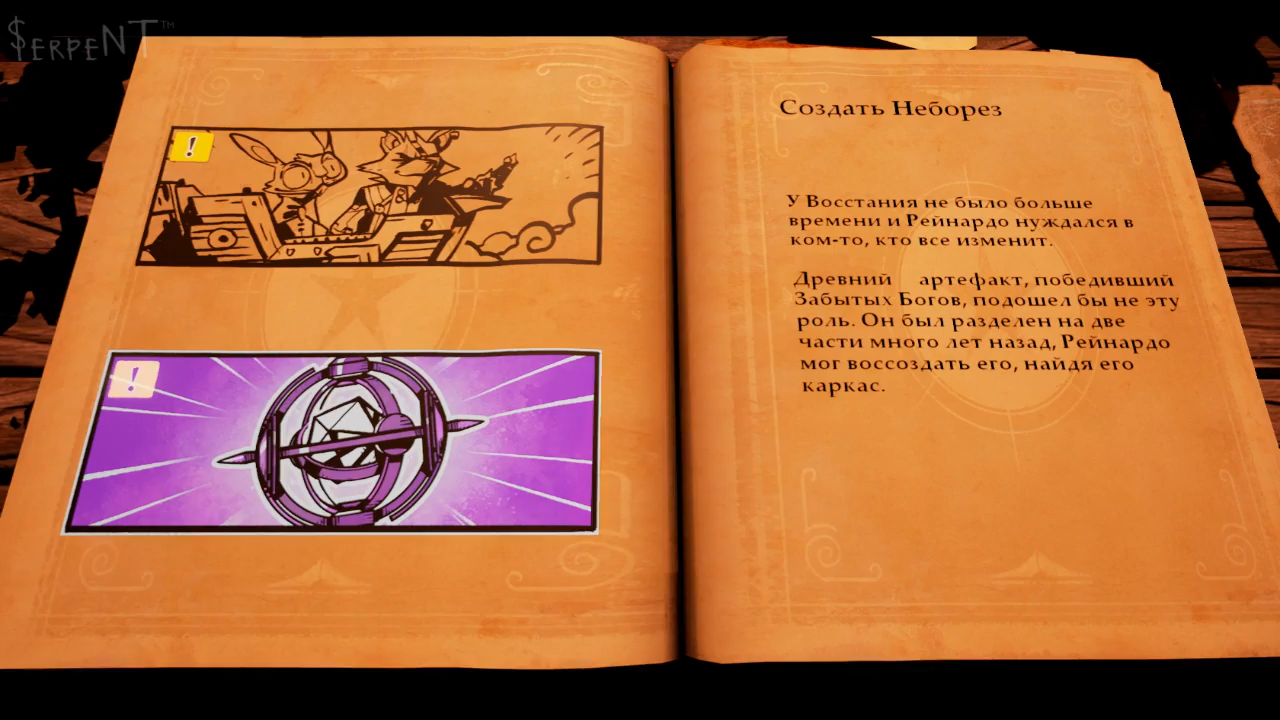 $ERPENT™
!
!
Создать Неборез
У Восстания не было больше
времени и Рейнардо нуждался в
ком-то, кто все изменит.
Древний артефакт, победивший
Забытых Богов, подошел бы не эту
роль. Он был разделен на две
части много лет назад, Рейнардо
мог воссоздать его, найдя его
каркас.